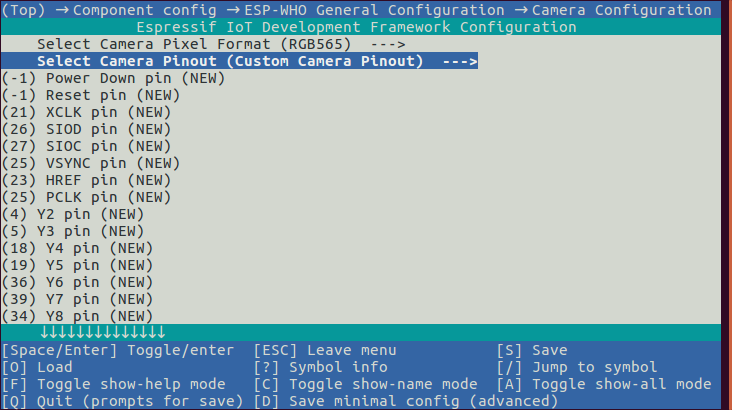 (Top) → Component config → ESP-WHO General Configuration → Camera Configuration
Espressif IoT Development Framework Configuration
Select Camera Pixel Format (RGB565)  --->
Select Camera Pinout (Custom Camera Pinout)  --->
(-1) Power Down pin (NEW)
(-1) Reset pin (NEW)
(21) XCLK pin (NEW)
(26) SIOD pin (NEW)
(27) SIOC pin (NEW)
(25) VSYNC pin (NEW)
(23) HREF pin (NEW)
(25) PCLK pin (NEW)
(4) Y2 pin (NEW)
(5) Y3 pin (NEW)
(18) Y4 pin (NEW)
(19) Y5 pin (NEW)
(36) Y6 pin (NEW)
(39) Y7 pin (NEW)
(34) Y8 pin (NEW)
↓↓↓↓↓↓↓↓↓↓↓↓↓↓
[Space/Enter] Toggle/enter  [ESC] Leave menu  [S] Save
[O] Load  [?] Symbol info  [/] Jump to symbol
[F] Toggle show-help mode  [C] Toggle show-name mode  [A] Toggle show-all mode
[Q] Quit (prompts for save)  [D] Save minimal config (advanced)